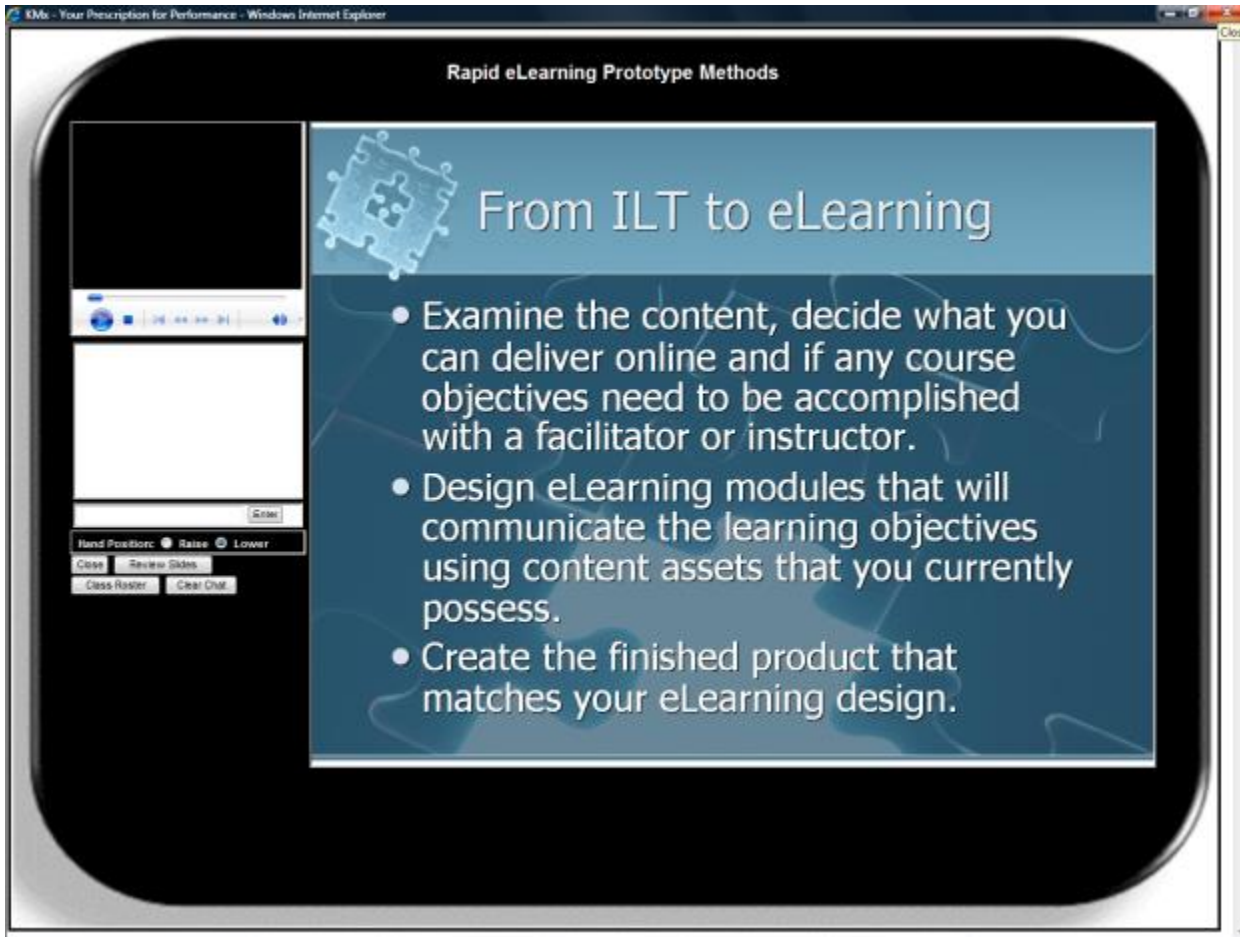 KMx - Your Prescription for Performance - Windows Internet Explorer
Clos
Rapid eLearning Prototype Methods
From ILT to eLearning
• Examine the content, decide what you
can deliver online and if any course
objectives need to be accomplished
with a facilitator or instructor.
• Design eLearning modules that will
communicate the learning objectives
using content assets that you currently
possess.
• Create the finished product that
matches your eLearning design.
Enter
Hand Position: Raise Lower
Close Review Slides
Class Roster Clear Chat